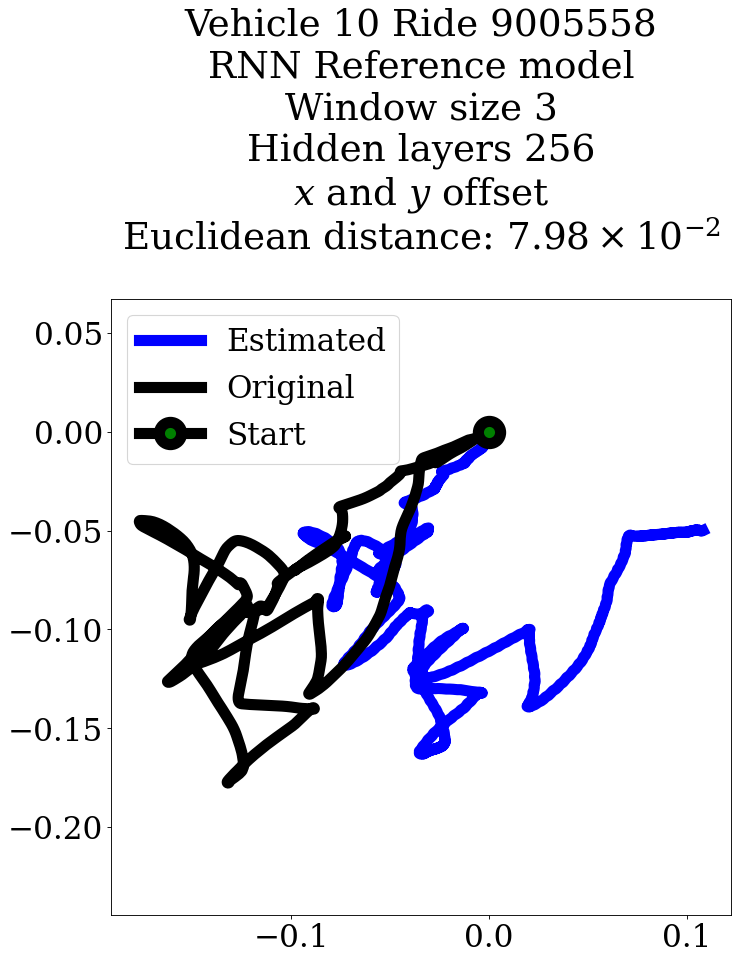 Vehicle 10 Ride 9005558
RNN Reference model
Window size 3
Hidden layers 256
x and y offset
Euclidean distance: 7.98 × 10⁻²
Estimated
Original
Start
0.05
0.00
−0.05
−0.10
−0.15
−0.20
−0.1
0.0
0.1